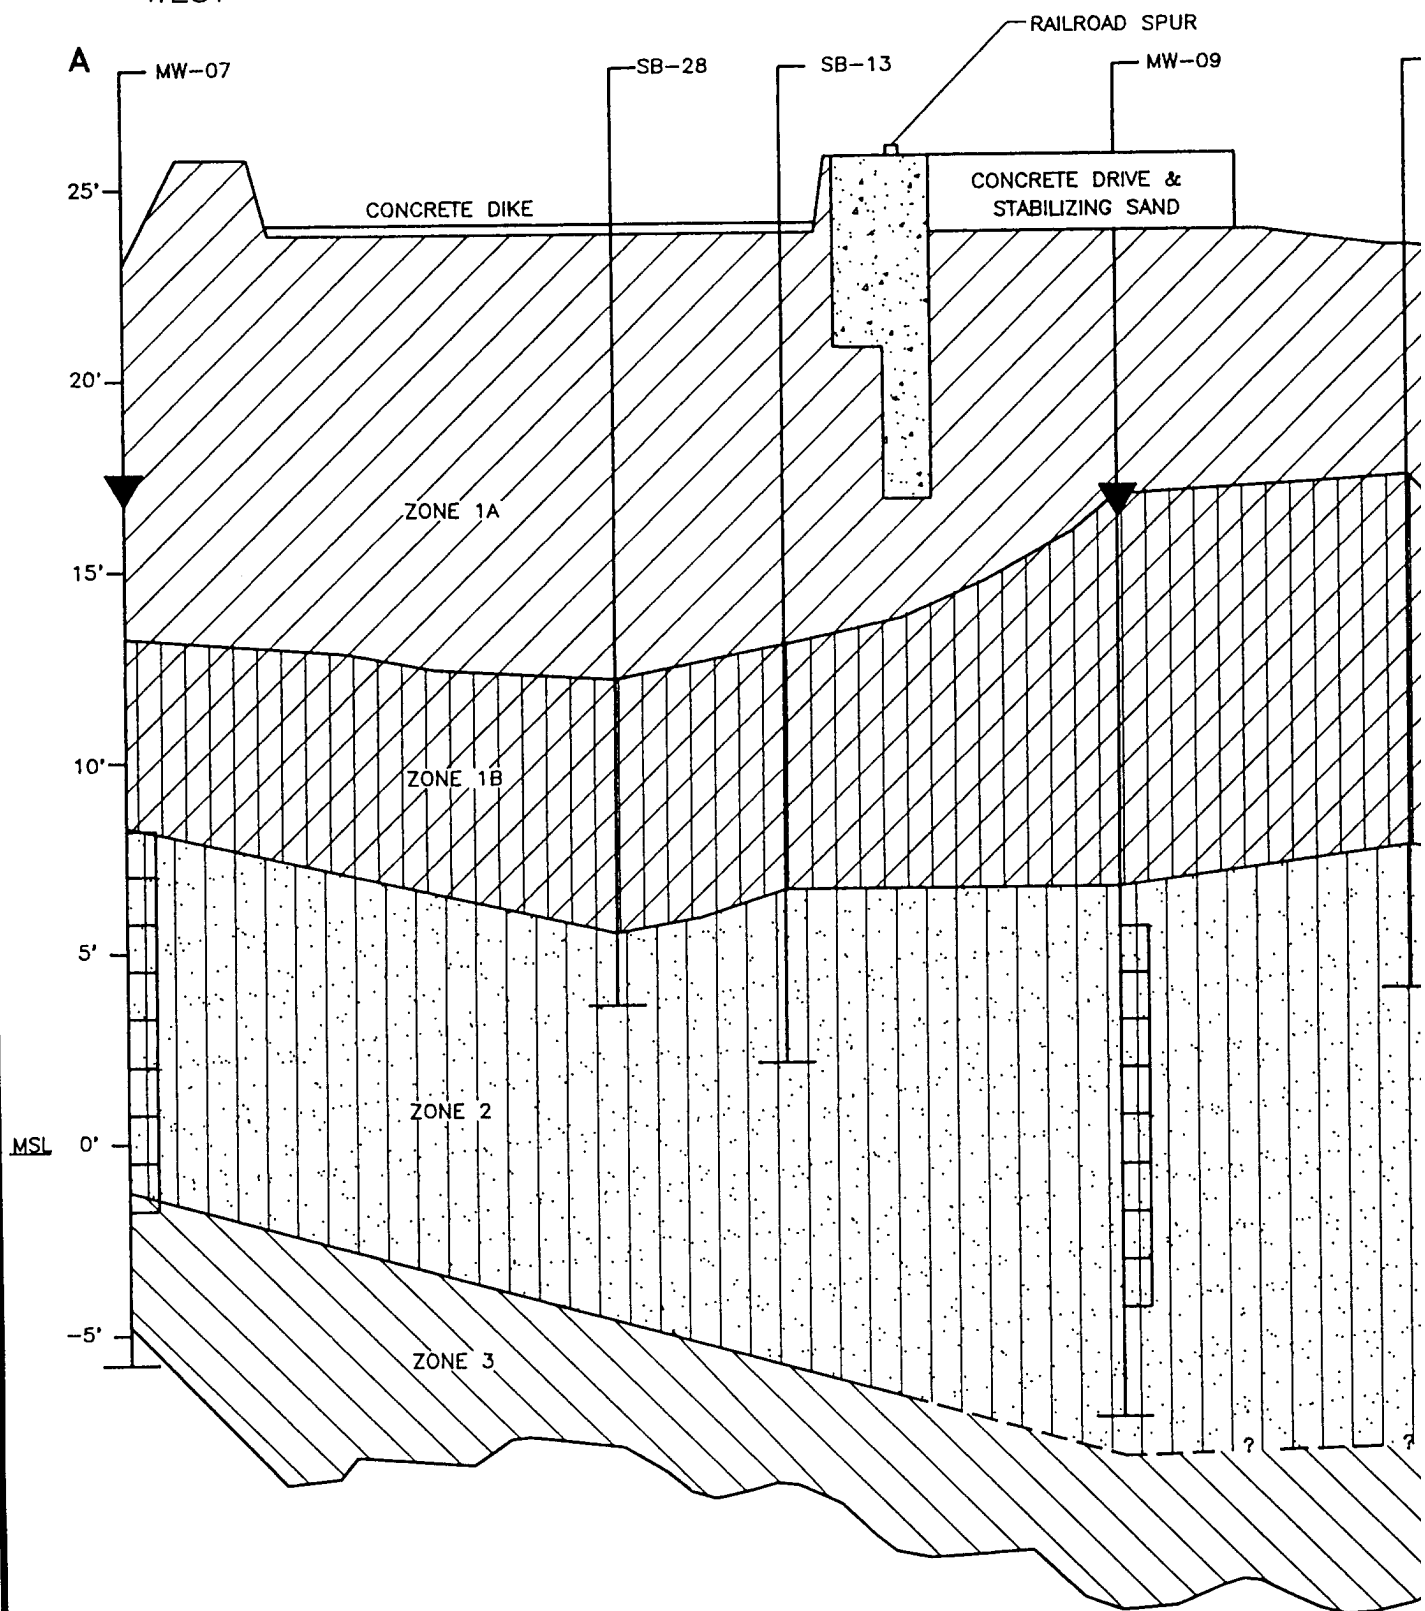 RAILROAD SPUR
A
MW-07
SB-28
SB-13
MW-09
25'
CONCRETE DIKE
CONCRETE DRIVE &
STABILIZING SAND
20'
ZONE 1A
15'
10'
ZONE 1B
5'
ZONE 2
MSL 0'
-5'
ZONE 3
? ?